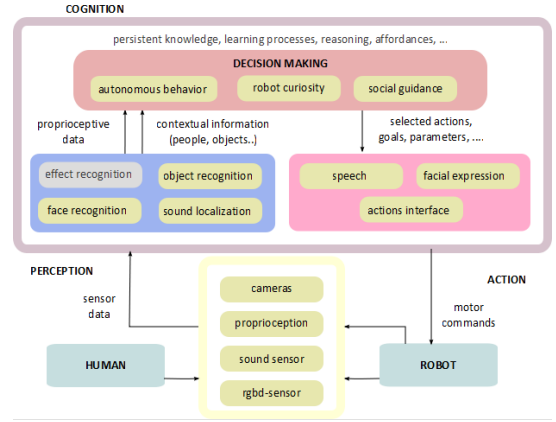 COGNITION
persistent knowledge, learning processes, reasoning, affordances, ...
DECISION MAKING
autonomous behavior
robot curiosity
social guidance
proprioceptive
data
contextual information
(people, objects..)
selected actions,
goals, parameters, ....
effect recognition
object recognition
face recognition
sound localization
speech
facial expression
actions interface
PERCEPTION
ACTION
sensor
data
cameras
proprioception
sound sensor
rgbd-sensor
motor
commands
HUMAN
ROBOT